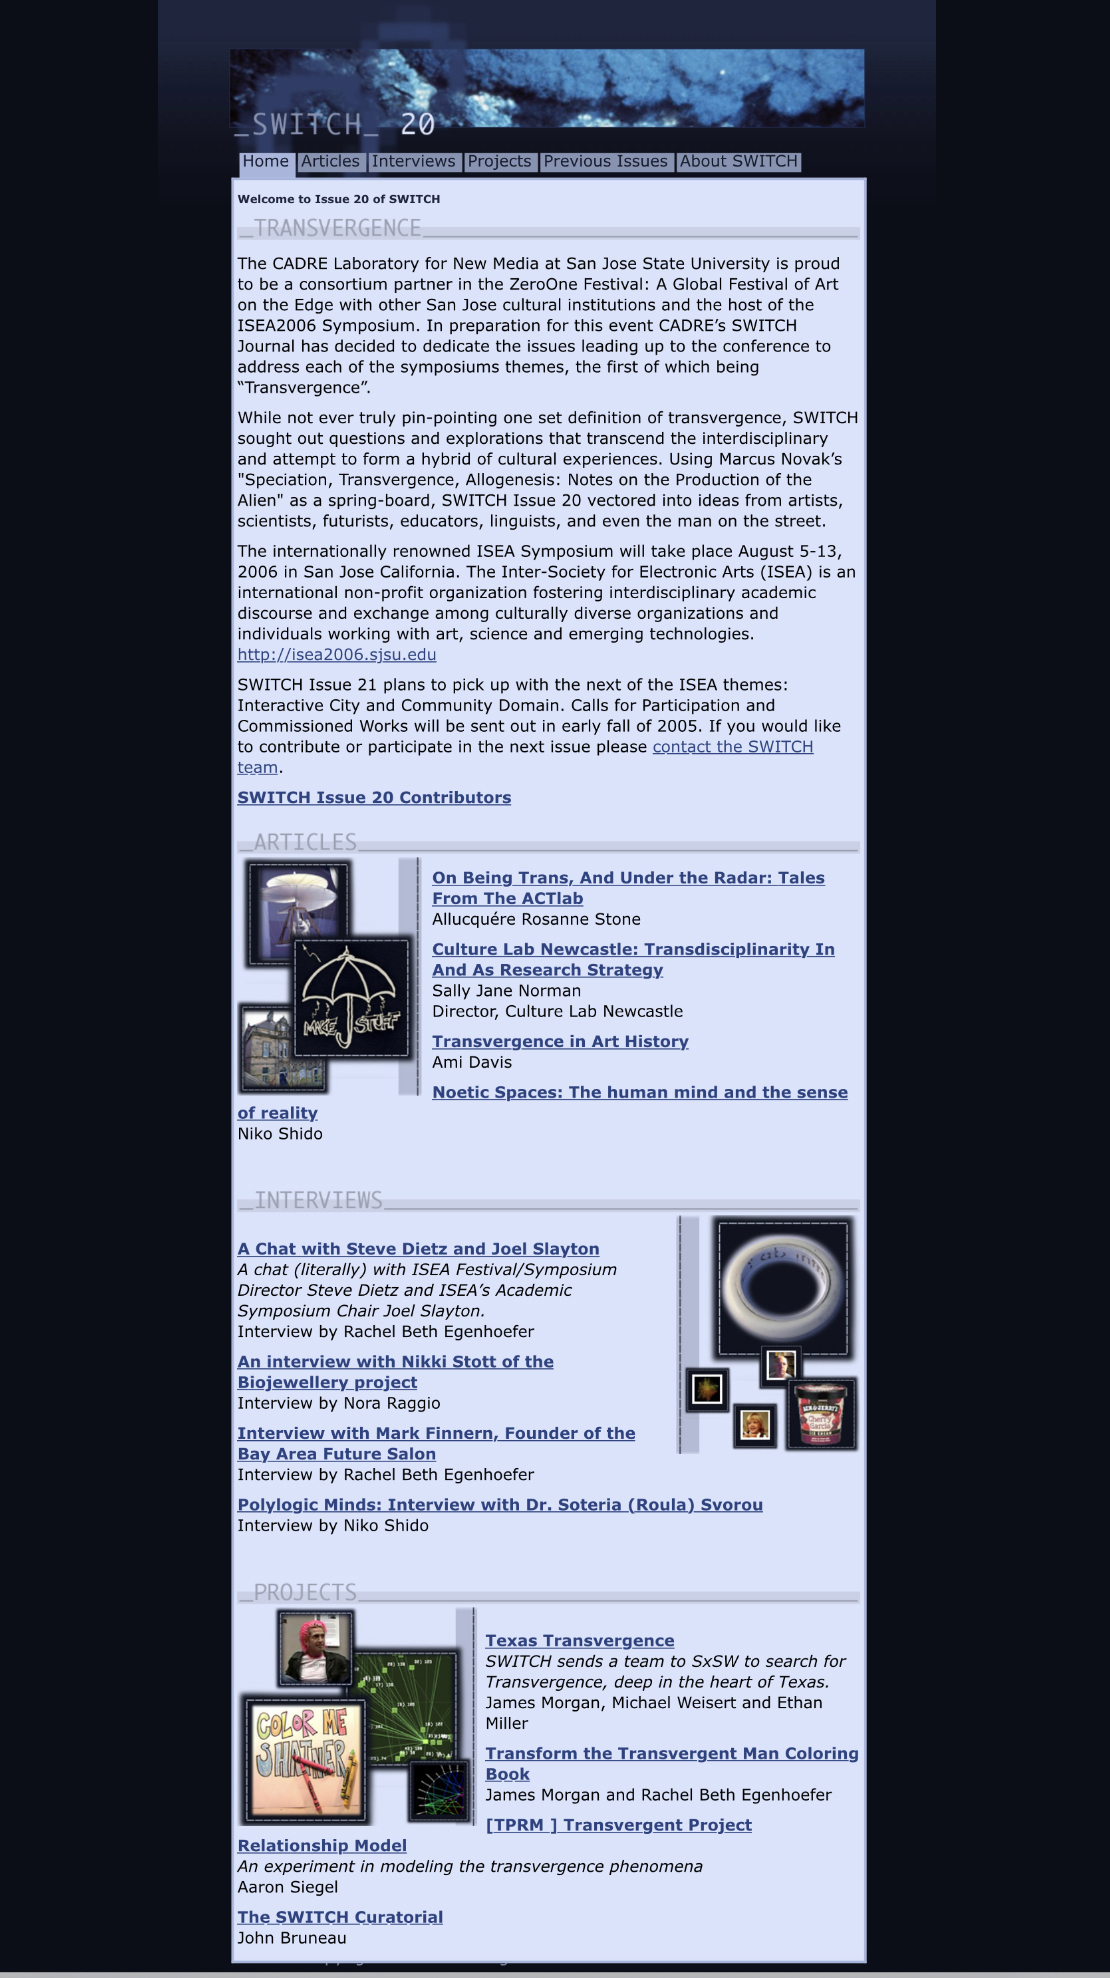 _SWITCH_ 20
Home Articles Interviews Projects Previous Issues About SWITCH
Welcome to Issue 20 of SWITCH
_TRANSVERGENCE_
The CADRE Laboratory for New Media at San Jose State University is proud
to be a consortium partner in the ZeroOne Festival: A Global Festival of Art
on the Edge with other San Jose cultural institutions and the host of the
ISEA2006 Symposium. In preparation for this event CADRE’s SWITCH
Journal has decided to dedicate the issues leading up to the conference to
address each of the symposiums themes, the first of which being
“Transvergence”.
While not ever truly pin-pointing one set definition of transvergence, SWITCH
sought out questions and explorations that transcend the interdisciplinary
and attempt to form a hybrid of cultural experiences. Using Marcus Novak’s
"Speciation, Transvergence, Allogenesis: Notes on the Production of the
Alien" as a spring-board, SWITCH Issue 20 vectored into ideas from artists,
scientists, futurists, educators, linguists, and even the man on the street.
The internationally renowned ISEA Symposium will take place August 5-13,
2006 in San Jose California. The Inter-Society for Electronic Arts (ISEA) is an
international non-profit organization fostering interdisciplinary academic
discourse and exchange among culturally diverse organizations and
individuals working with art, science and emerging technologies.
http://isea2006.sjsu.edu
SWITCH Issue 21 plans to pick up with the next of the ISEA themes:
Interactive City and Community Domain. Calls for Participation and
Commissioned Works will be sent out in early fall of 2005. If you would like
to contribute or participate in the next issue please contact the SWITCH
team.
SWITCH Issue 20 Contributors
_ARTICLES_
MAKE STUFF
On Being Trans, And Under the Radar: Tales
From The ACTlab
Allucquére Rosanne Stone
Culture Lab Newcastle: Transdisciplinarity In
And As Research Strategy
Sally Jane Norman
Director, Culture Lab Newcastle
Transvergence in Art History
Ami Davis
Noetic Spaces: The human mind and the sense
of reality
Niko Shido
_INTERVIEWS_
A Chat with Steve Dietz and Joel Slayton
A chat (literally) with ISEA Festival/Symposium
Director Steve Dietz and ISEA’s Academic
Symposium Chair Joel Slayton.
Interview by Rachel Beth Egenhoefer
An interview with Nikki Stott of the
Biojewellery project
Interview by Nora Raggio
Interview with Mark Finnern, Founder of the
Bay Area Future Salon
Interview by Rachel Beth Egenhoefer
BEN & JERRY'S
Cherry
Garcia
ICE CREAM
Polylogic Minds: Interview with Dr. Soteria (Roula) Svorou
Interview by Niko Shido
_PROJECTS_
COLOR ME
SHATNER
Texas Transvergence
SWITCH sends a team to SxSW to search for
Transvergence, deep in the heart of Texas.
James Morgan, Michael Weisert and Ethan
Miller
Transform the Transvergent Man Coloring
Book
James Morgan and Rachel Beth Egenhoefer
[TPRM ] Transvergent Project
Relationship Model
An experiment in modeling the transvergence phenomena
Aaron Siegel
The SWITCH Curatorial
John Bruneau